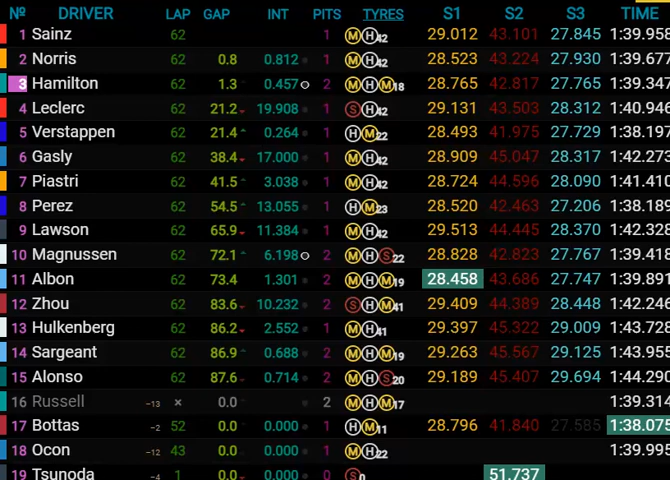 Nº DRIVER LAP GAP INT PITS TYRES S1 S2 S3 TIME
1 Sainz 62 1 M H 42 29.012 43.101 27.845 1:39.958
2 Norris 62 0.8 0.812 1 M H 42 28.523 43.224 27.930 1:39.677
3 Hamilton 62 1.3 0.457 2 M H M 18 28.765 42.817 27.765 1:39.347
4 Leclerc 62 21.2 19.908 1 S H 42 29.131 43.503 28.312 1:40.946
5 Verstappen 62 21.4 0.264 1 H M 22 28.493 41.975 27.729 1:38.197
6 Gasly 62 38.4 17.000 1 M H 42 28.909 45.047 28.317 1:42.273
7 Piastri 62 41.5 3.038 1 M H 42 28.724 44.596 28.090 1:41.410
8 Perez 62 54.5 13.055 1 H M 23 28.520 42.463 27.206 1:38.189
9 Lawson 62 65.9 11.384 1 M H 42 29.513 44.445 28.370 1:42.328
10 Magnussen 62 72.1 6.198 2 M H S 22 28.828 42.823 27.767 1:39.418
11 Albon 62 73.4 1.301 2 M H M 19 28.458 43.686 27.747 1:39.891
12 Zhou 62 83.6 10.232 2 S H M 41 29.409 44.389 28.448 1:42.246
13 Hulkenberg 62 86.2 2.552 1 M H 41 29.397 45.322 29.009 1:43.728
14 Sargeant 62 86.9 0.688 2 M H M 19 29.263 45.567 29.125 1:43.955
15 Alonso 62 87.6 0.714 2 M H S 20 29.189 45.407 29.694 1:44.290
16 Russell -13 × 0.0 2 M H M 17 1:39.314
17 Bottas -2 52 0.0 0.000 1 H M 11 28.796 41.840 27.585 1:38.075
18 Ocon -12 43 0.0 0.000 1 M H 22 1:39.995
19 Tsunoda -4 1 0.0 0.000 0 S 0 51.737